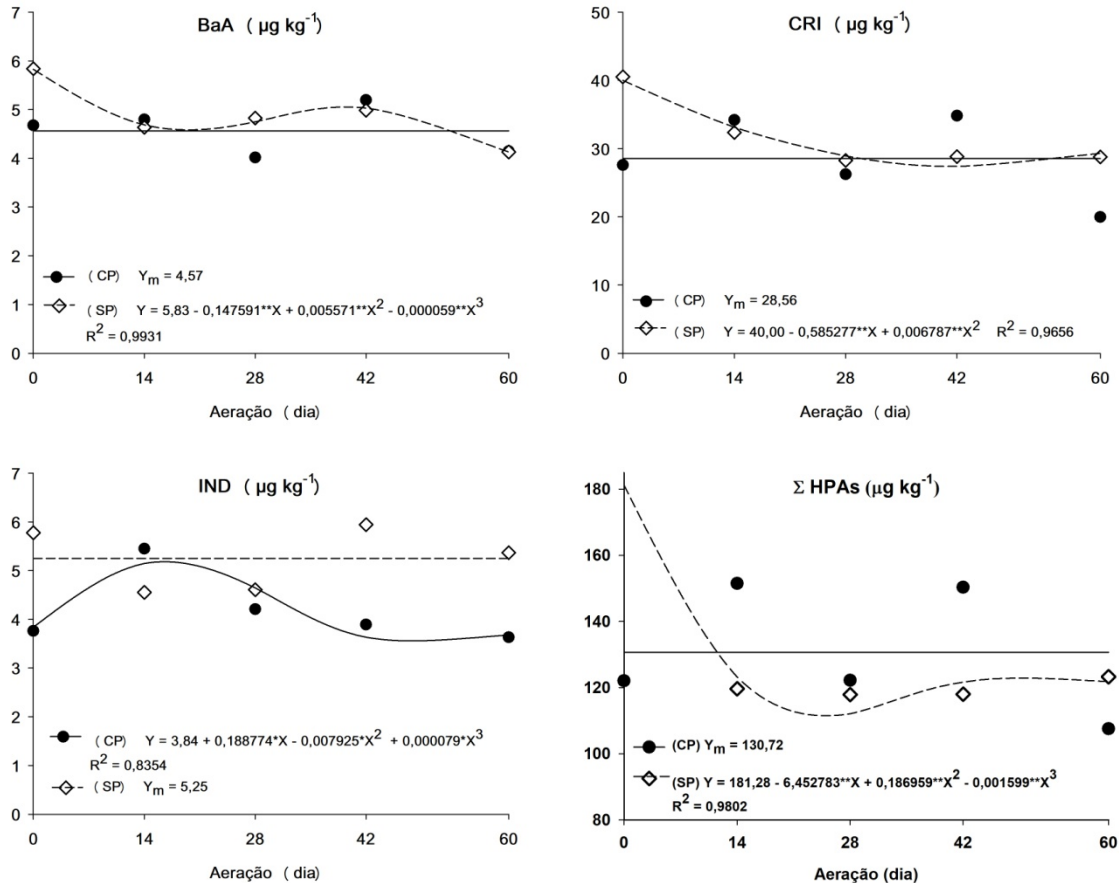 BaA ( µg kg-1)
7
6
5
4
3
2
1
0
( CP) Ym = 4,57
( SP) Y = 5,83 - 0,147591**X + 0,005571**X2 - 0,000059**X3
R2 = 0,9931
0 14 28 42 60
Aeração ( dia)
CRI ( µg kg-1)
50
40
30
20
10
0
( CP) Ym = 28,56
( SP) Y = 40,00 - 0,585277**X + 0,006787**X2 R2 = 0,9656
0 14 28 42 60
Aeração ( dia)
IND ( µg kg-1)
7
6
5
4
3
2
1
0
( CP) Y = 3,84 + 0,188774*X - 0,007925*X2 + 0,000079*X3
R2 = 0,8354
( SP) Ym = 5,25
0 14 28 42 60
Aeração ( dia)
Σ HPAs (µg kg-1)
180
160
140
120
100
80
(CP) Ym = 130,72
(SP) Y = 181,28 - 6,452783**X + 0,186959**X2 - 0,001599**X3
R2 = 0,9802
0 14 28 42 60
Aeração (dia)